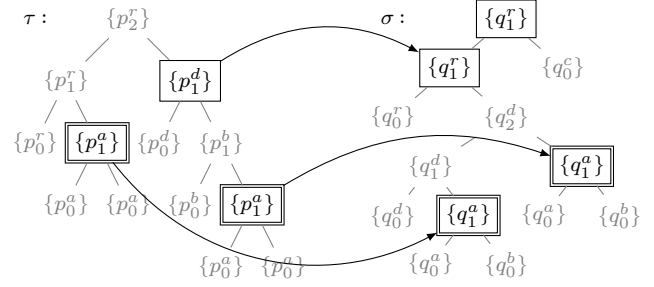 τ : {p_2^r} σ : {q_1^r}
{p_1^r} {p_1^d} {q_1^r} {q_0^c}
{p_0^r} {p_1^a} {p_0^d} {p_1^b} {q_0^r} {q_2^d}
{q_1^d} {q_1^a}
{p_0^a} {p_0^a} {p_0^b} {p_1^a} {q_0^d} {q_1^a} {q_0^a} {q_0^b}
{p_0^a} {p_0^a} {q_0^a} {q_0^b}